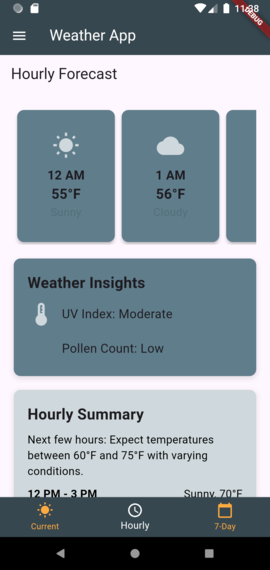 11:38
DEBUG
Weather App
Hourly Forecast
12 AM
1 AM
55°F
56°F
Sunny
Cloudy
Weather Insights
UV Index: Moderate
Pollen Count: Low
Hourly Summary
Next few hours: Expect temperatures
between 60°F and 75°F with varying
conditions.
12 PM - 3 PM Sunny, 70°F
Current
Hourly
7-Day